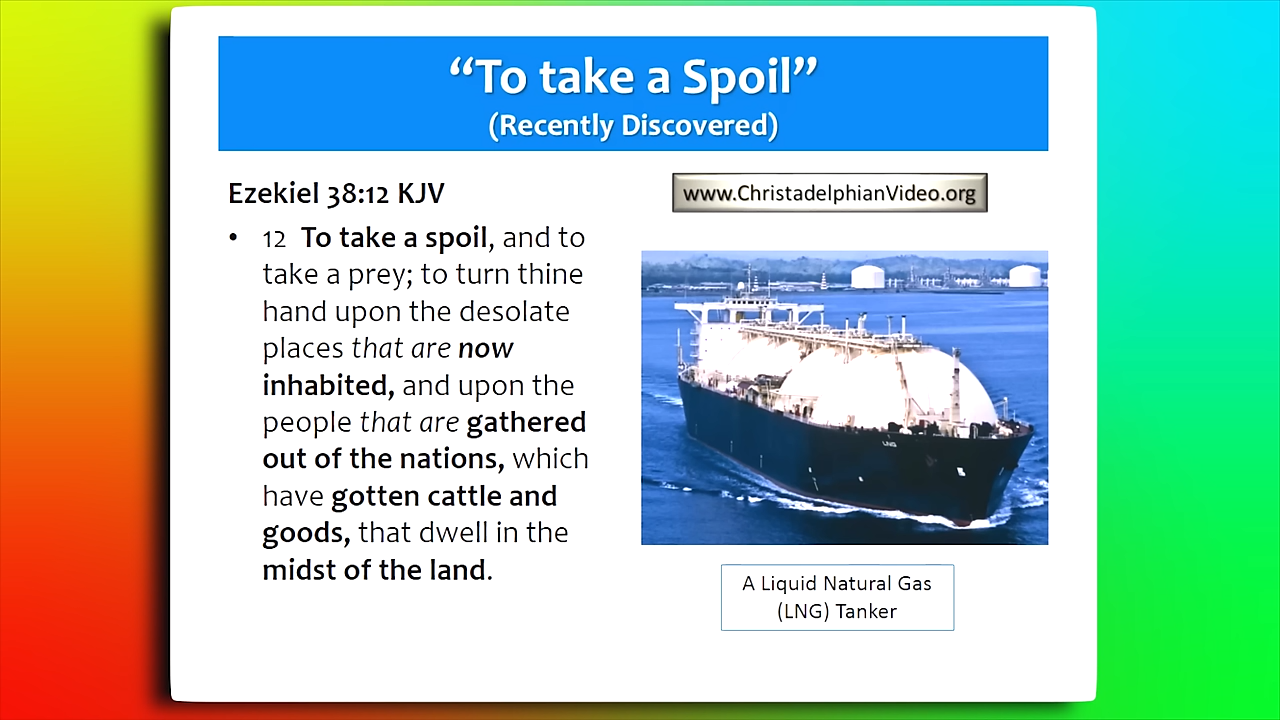 “To take a Spoil”
(Recently Discovered)
Ezekiel 38:12 KJV
www.ChristadelphianVideo.org
• 12 To take a spoil, and to
take a prey; to turn thine
hand upon the desolate
places that are now
inhabited, and upon the
people that are gathered
out of the nations, which
have gotten cattle and
goods, that dwell in the
midst of the land.
LNG
A Liquid Natural Gas
(LNG) Tanker